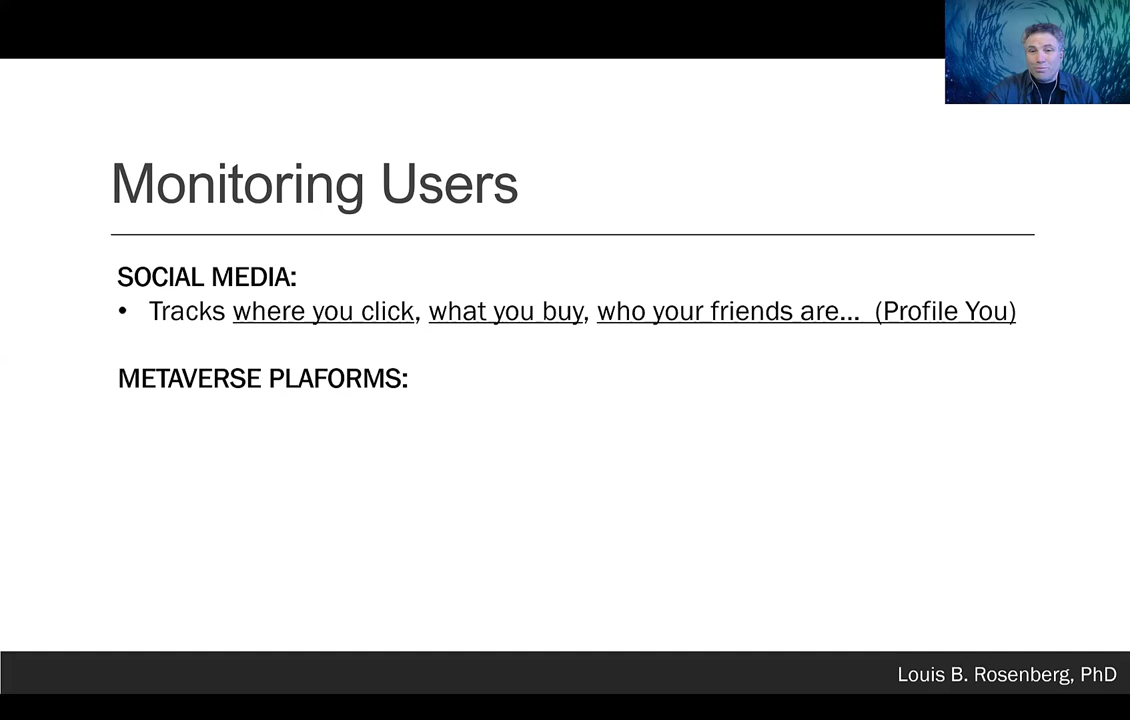 Monitoring Users
SOCIAL MEDIA:
• Tracks where you click, what you buy, who your friends are... (Profile You)
METAVERSE PLAFORMS:
Louis B. Rosenberg, PhD